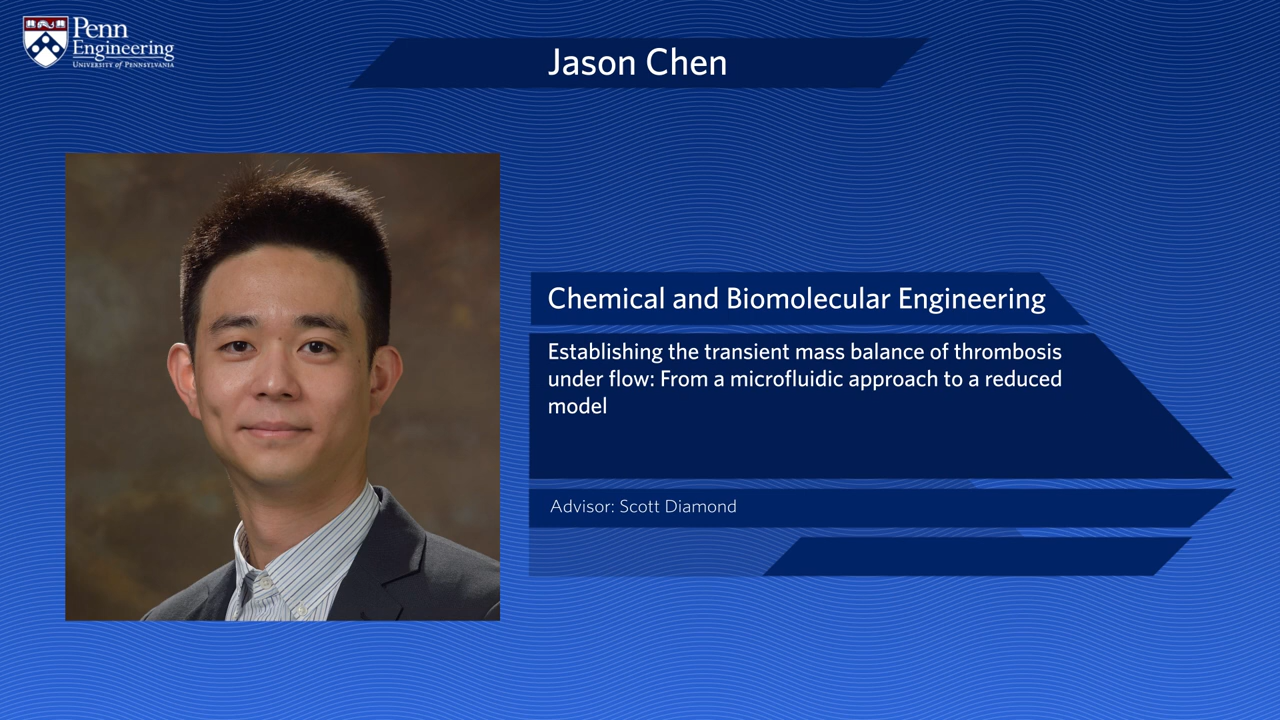 Penn
Engineering
UNIVERSITY of PENNSYLVANIA
Jason Chen
Chemical and Biomolecular Engineering
Establishing the transient mass balance of thrombosis
under flow: From a microfluidic approach to a reduced
model
Advisor: Scott Diamond